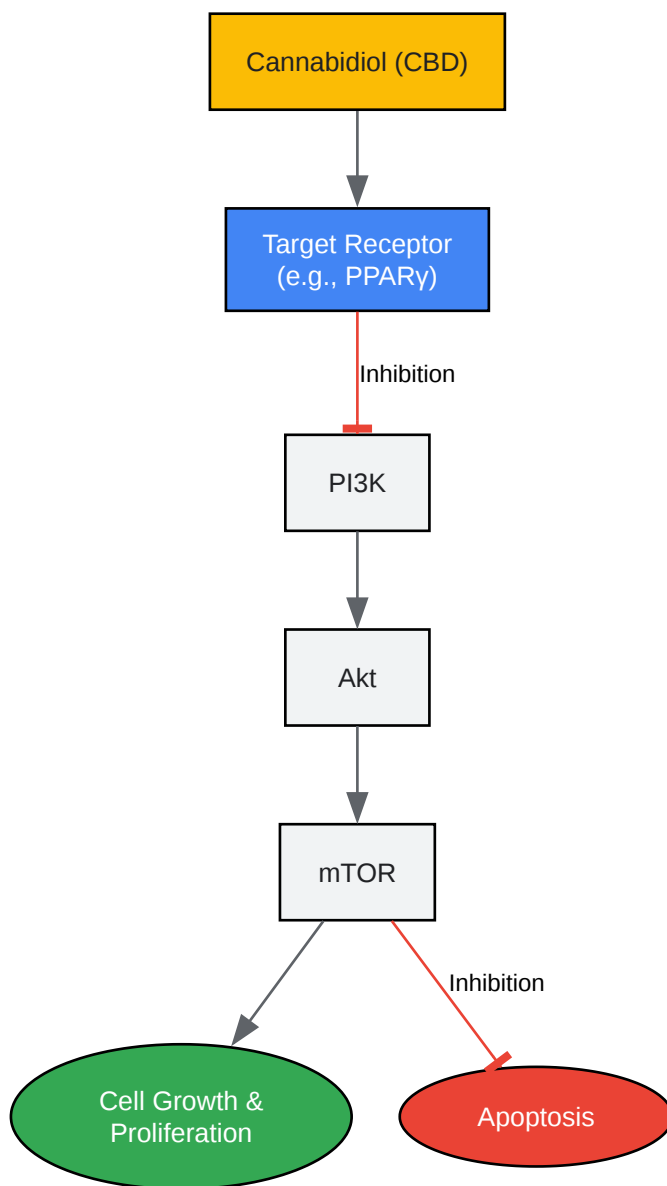 Cannabidiol (CBD)
Target Receptor
(e.g., PPARγ)
Inhibition
PI3K
Akt
mTOR
Inhibition
Cell Growth &
Proliferation
Apoptosis